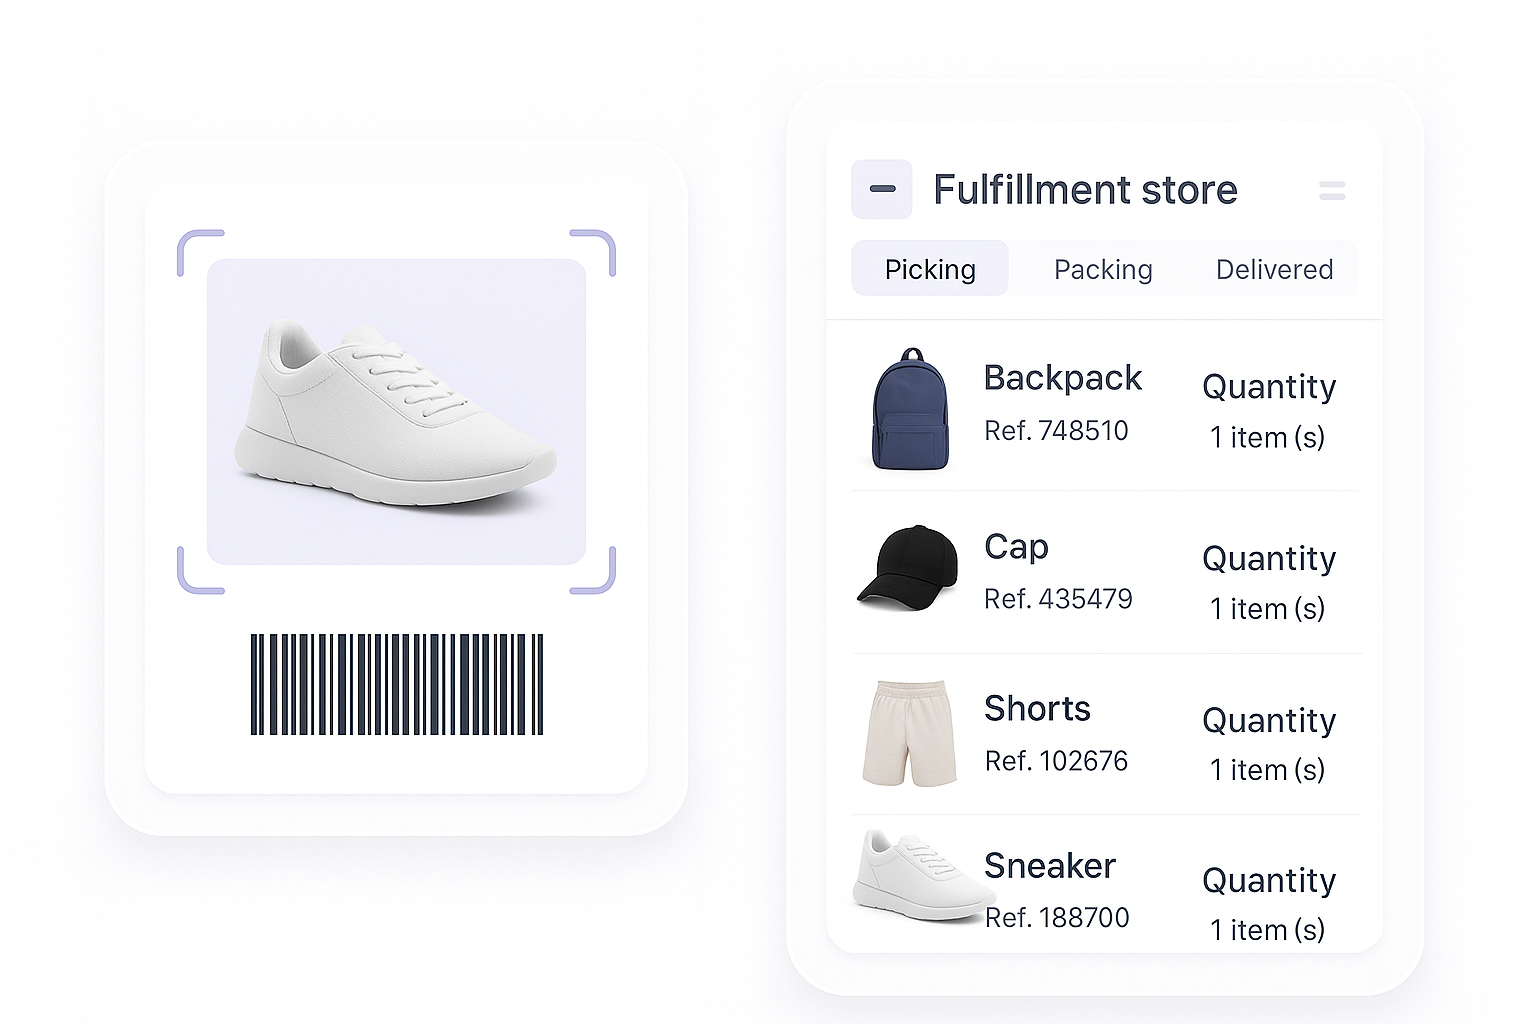 Fulfillment store
Picking Packing Delivered
Backpack
Quantity
Ref. 748510
1 item (s)
Cap
Quantity
Ref. 435479
1 item (s)
Shorts
Quantity
Ref. 102676
1 item (s)
Sneaker
Quantity
Ref. 188700
1 item (s)